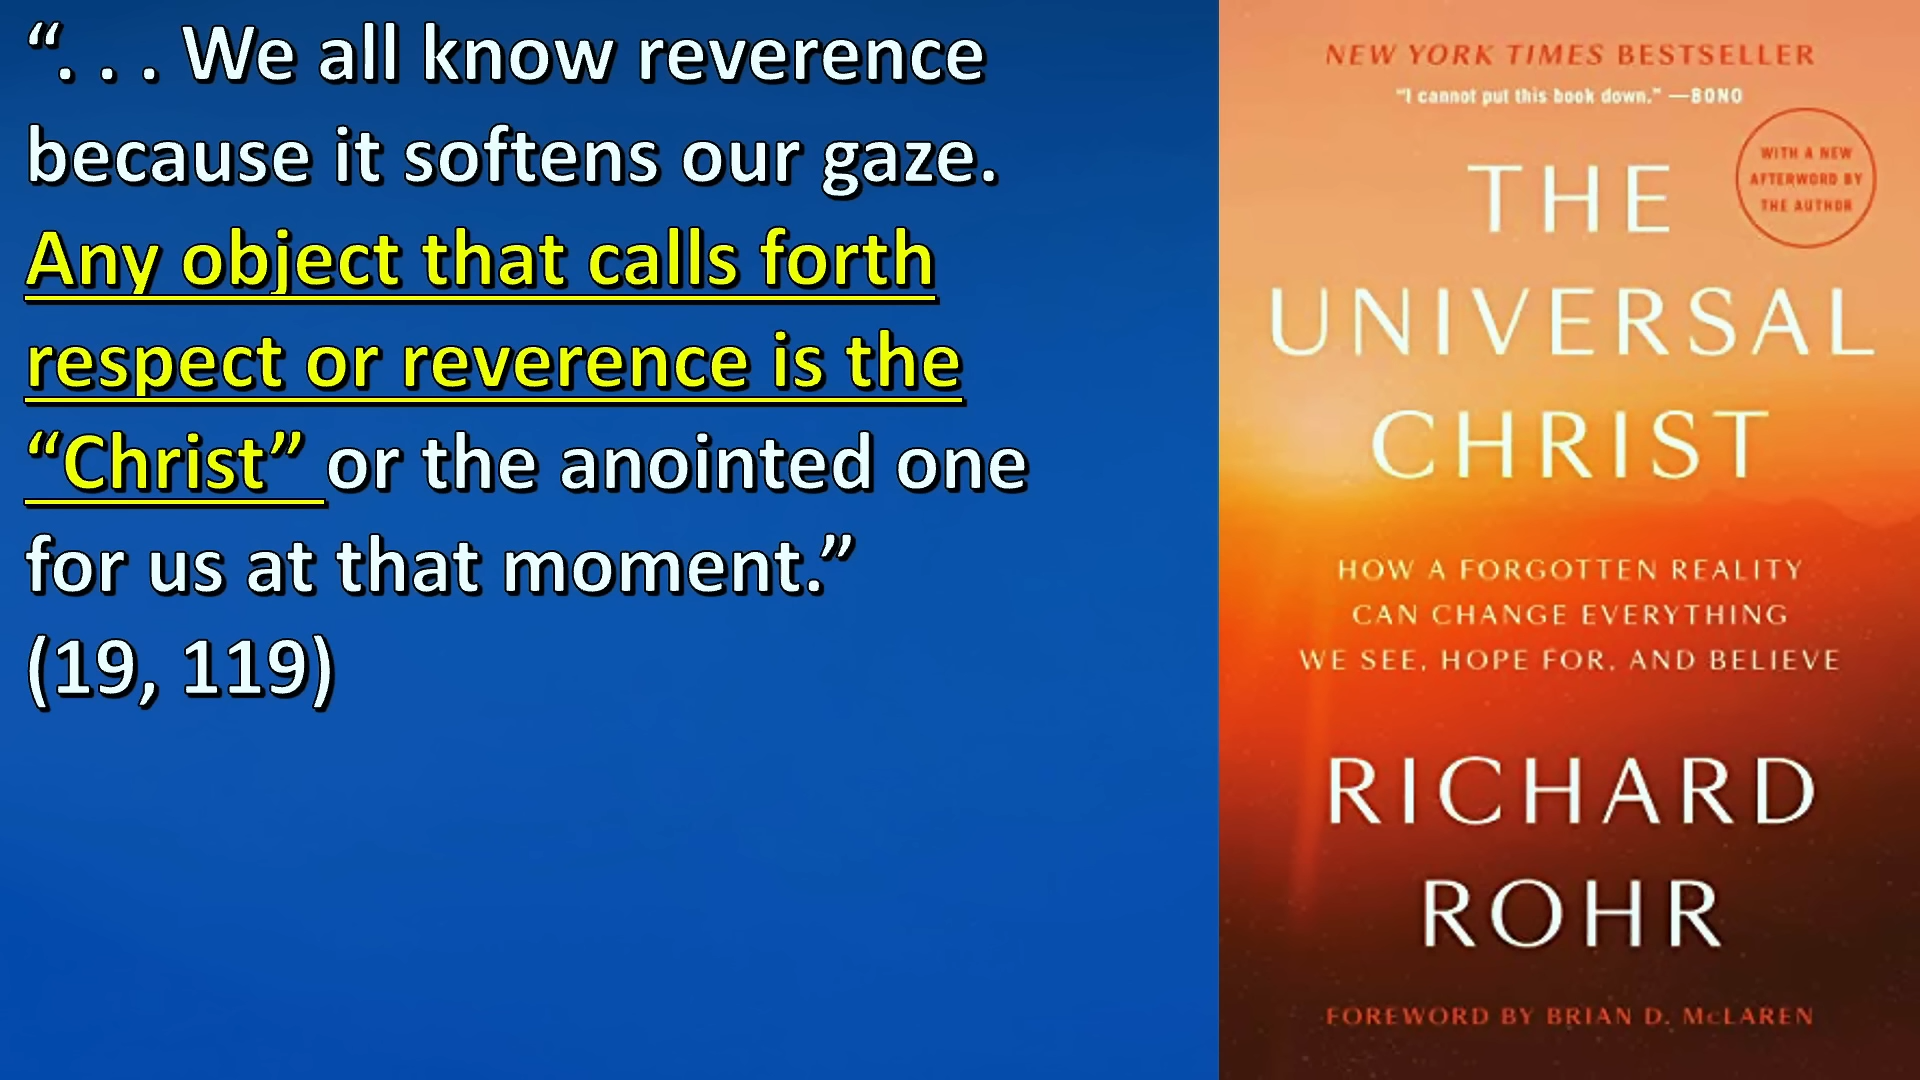 “. . . We all know reverence
because it softens our gaze.
Any object that calls forth
respect or reverence is the
“Christ” or the anointed one
for us at that moment.”
(19, 119)
NEW YORK TIMES BESTSELLER
“I cannot put this book down.” —BONO
WITH A NEW
AFTERWORD BY
THE AUTHOR
THE
UNIVERSAL
CHRIST
HOW A FORGOTTEN REALITY
CAN CHANGE EVERYTHING
WE SEE, HOPE FOR, AND BELIEVE
RICHARD
ROHR
FOREWORD BY BRIAN D. McLAREN